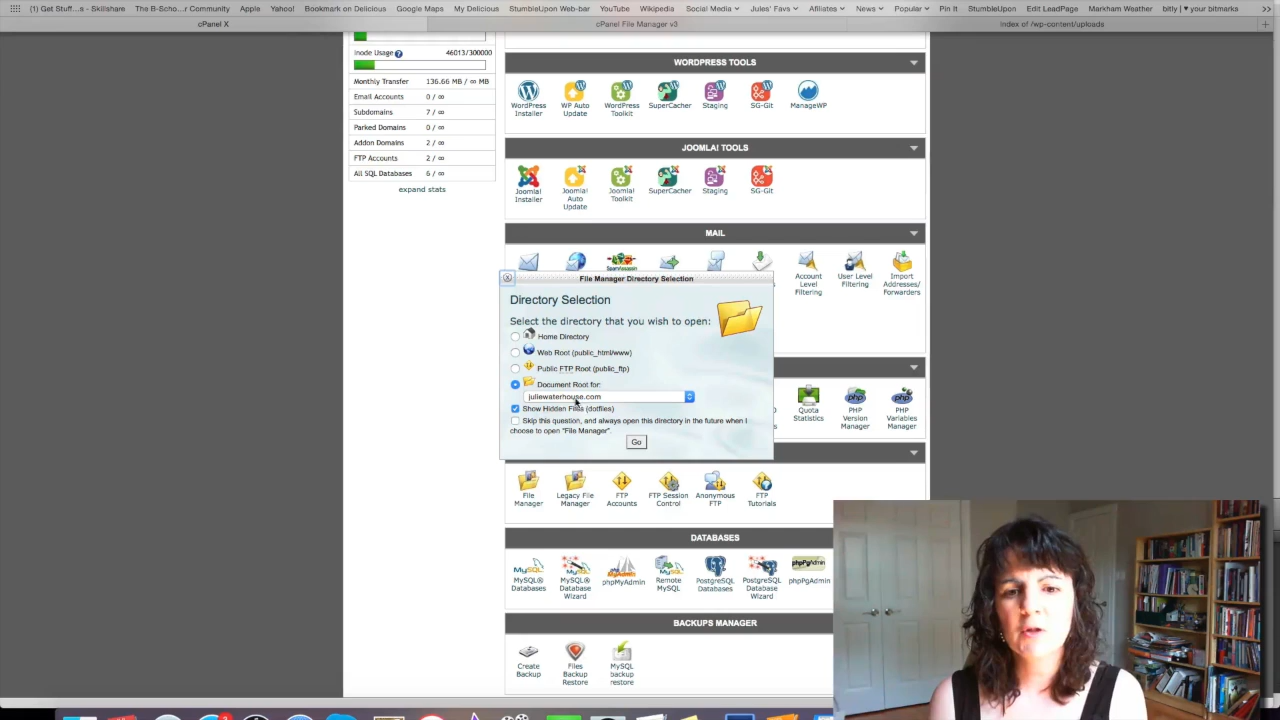 (1) Get Stuff...s - Skillshare The B-Scho...r Community Apple Yahoo! Bookmark on Delicious Google Maps My Delicious StumbleUpon Web-bar YouTube Wikipedia Social Media Jules' Fav's Affiliates News Popular Pin It StumbleUpon Edit LeadPage Markham Weather bitly | ♥ your bitmarks >>
cPanel X
cPanel File Manager v3
Index of /wp-content/uploads
Inode Usage 46013/300000
Monthly Transfer 136.66 MB / ∞ MB
Email Accounts 0 / ∞
Subdomains 7 / ∞
Parked Domains 0 / ∞
Addon Domains 2 / ∞
FTP Accounts 2 / ∞
All SQL Databases 6 / ∞
expand stats
WORDPRESS TOOLS
WordPress Installer
WP Auto Update
WordPress Toolkit
SuperCacher
Staging
SG-Git
ManageWP
JOOMLA! TOOLS
Joomla! Installer
Joomla! Auto Update
Joomla! Toolkit
SuperCacher
Staging
SG-Git
MAIL
Account Level Filtering
User Level Filtering
Import Addresses/ Forwarders
File Manager Directory Selection
Directory Selection
Select the directory that you wish to open:
Home Directory
Web Root (public_html/www)
Public FTP Root (public_ftp)
Document Root for:
juliewaterhouse.com
Show Hidden Files (dotfiles)
Skip this question, and always open this directory in the future when I
choose to open "File Manager".
Go
Quota Statistics
PHP Version Manager
PHP Variables Manager
File Manager
Legacy File Manager
FTP Accounts
FTP Session Control
Anonymous FTP
FTP Tutorials
DATABASES
MySQL® Databases
MySQL® Database Wizard
phpMyAdmin
Remote MySQL
PostgreSQL Databases
PostgreSQL Database Wizard
phpPgAdmin
BACKUPS MANAGER
Create Backup
Files Backup Restore
MySQL backup restore